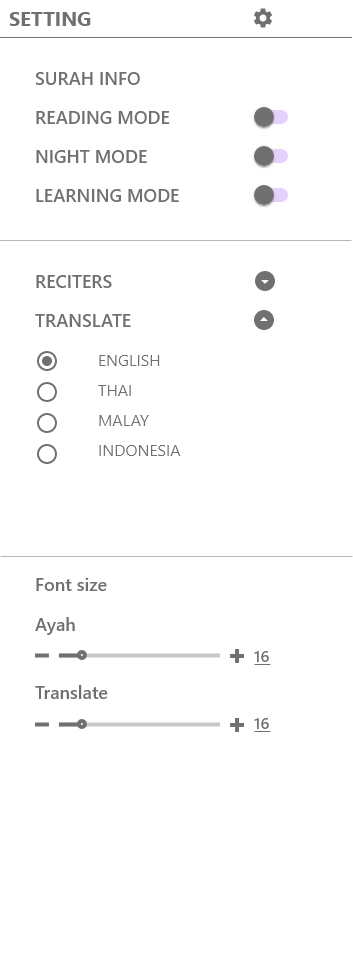 SETTING
SURAH INFO
READING MODE
NIGHT MODE
LEARNING MODE
RECITERS
TRANSLATE
ENGLISH
THAI
MALAY
INDONESIA
Font size
Ayah
16
Translate
16